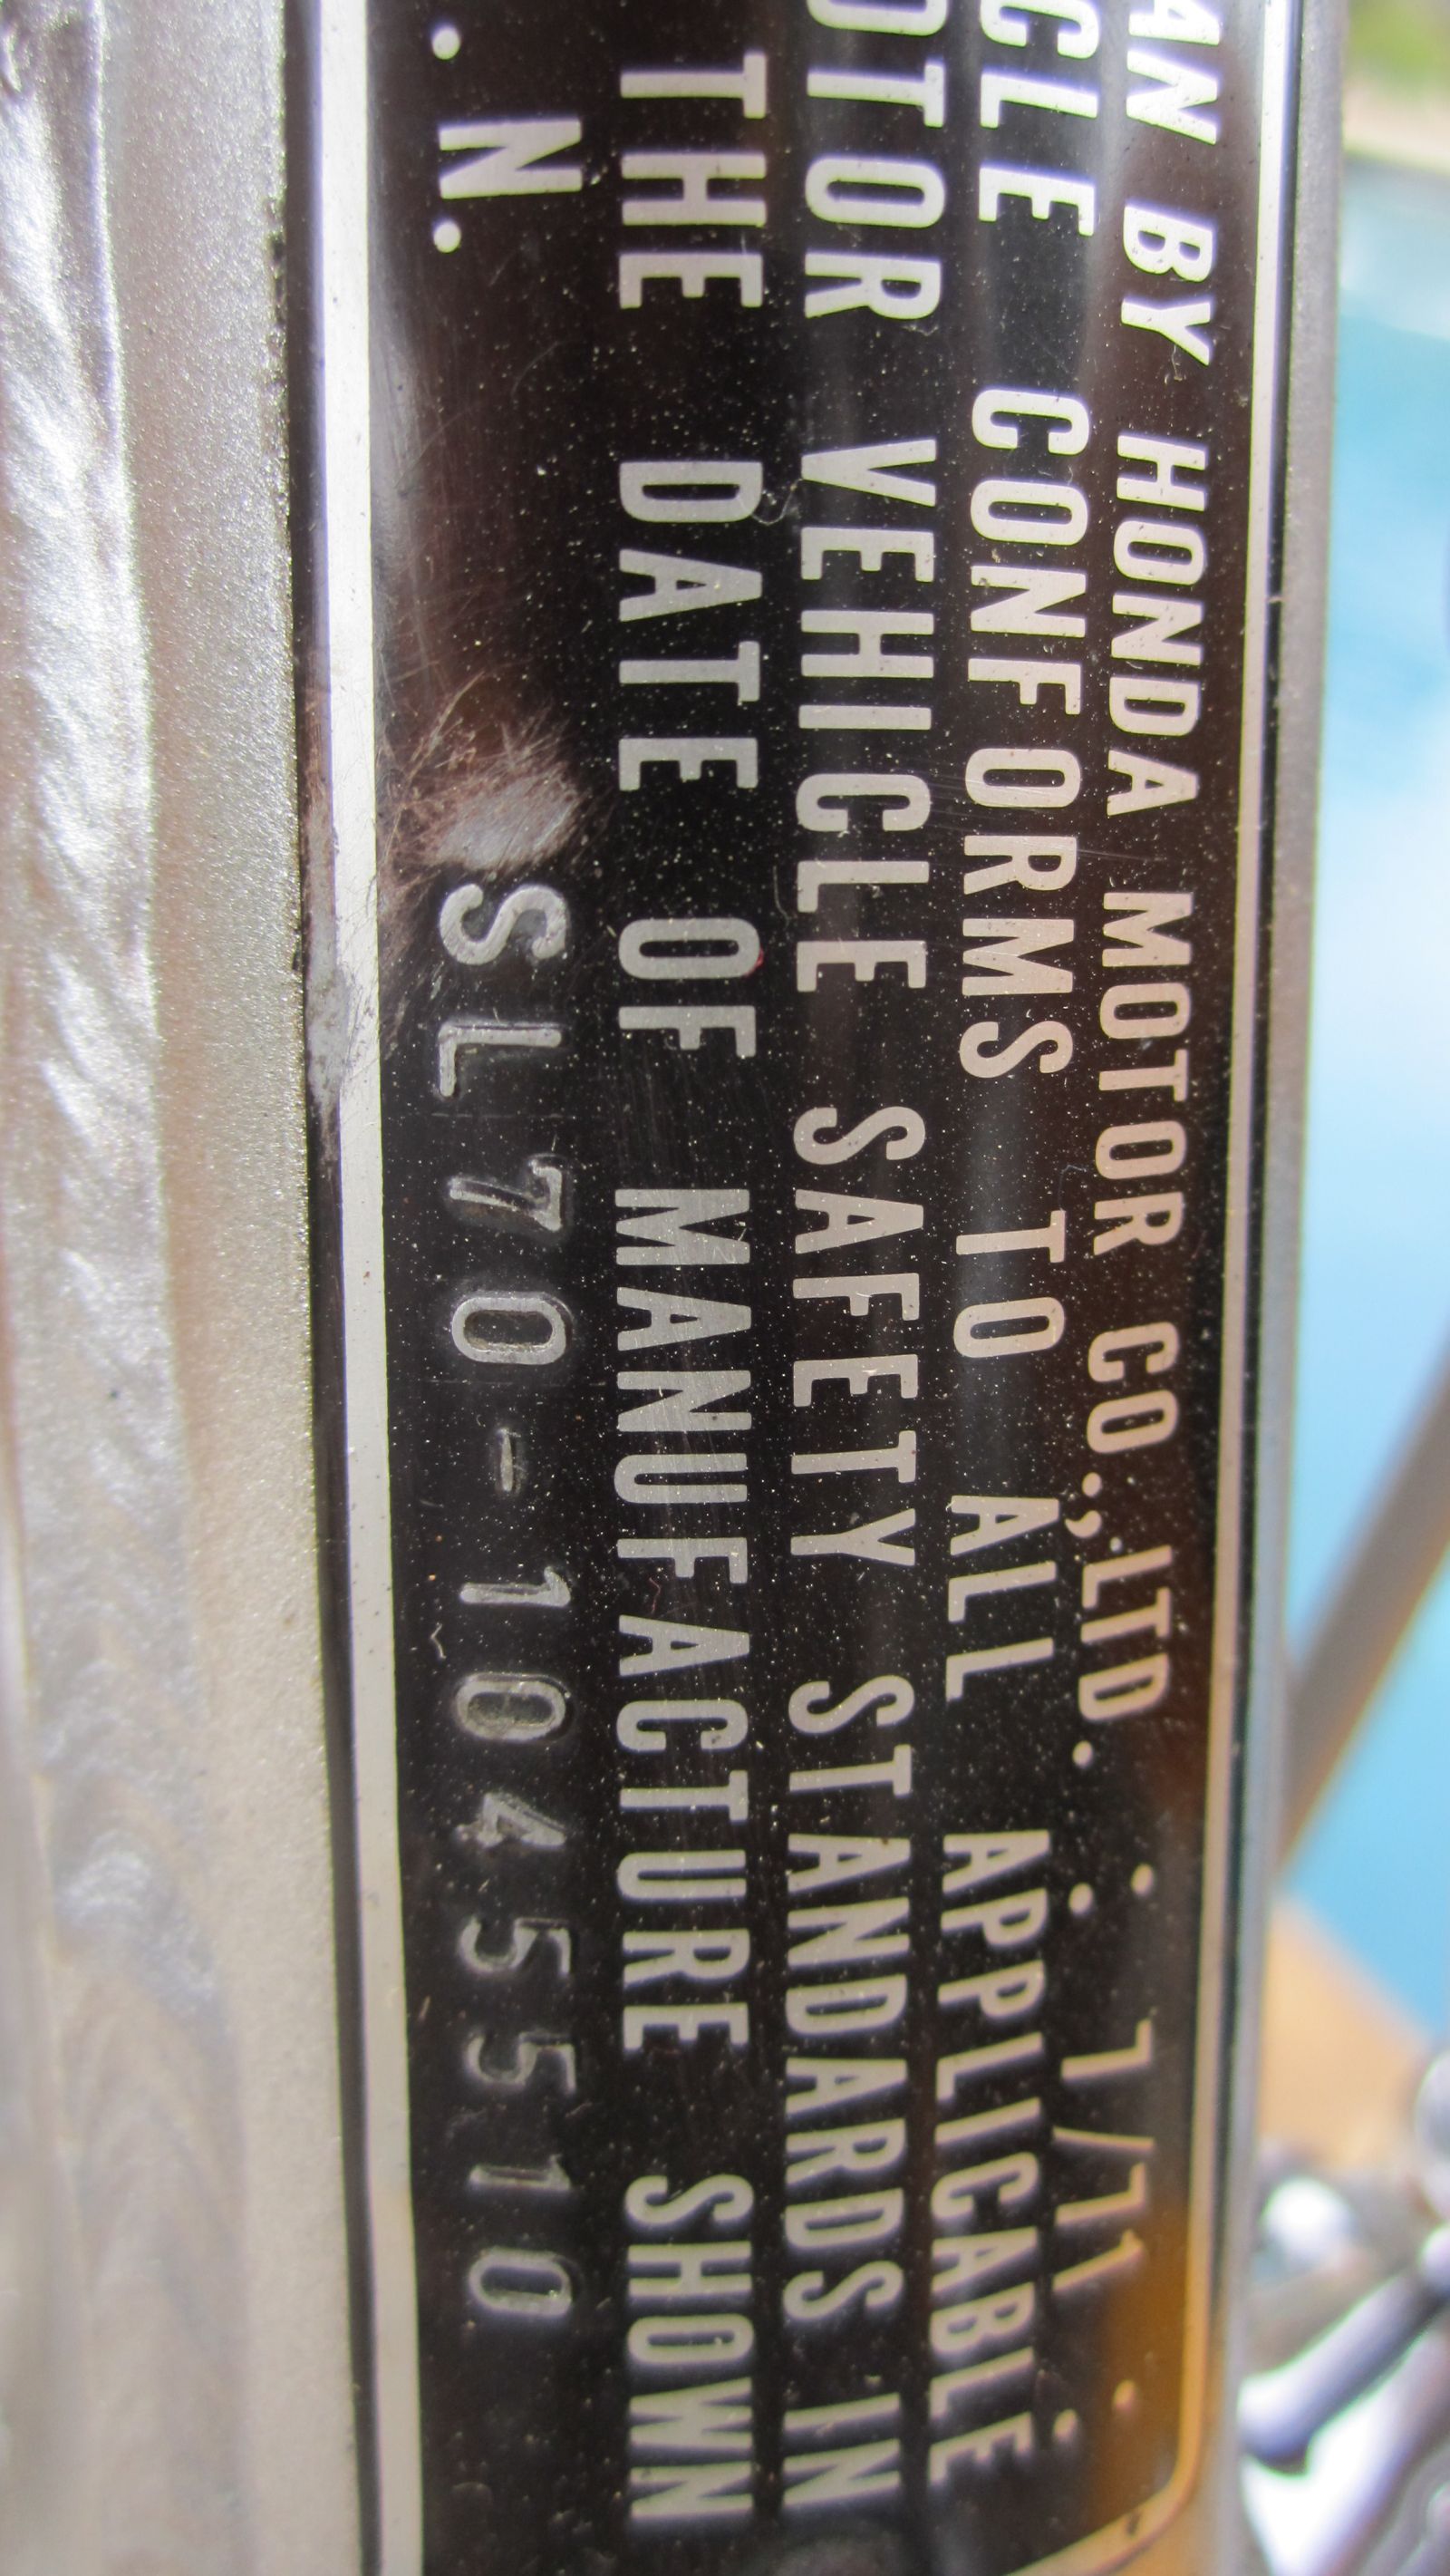 AN BY HONDA MOTOR CO.,LTD. 7/71
CLE CONFORMS TO ALL APPLICABLE
OTOR VEHICLE SAFETY STANDARDS IN
THE DATE OF MANUFACTURE SHOWN
. N. SL70-1045510